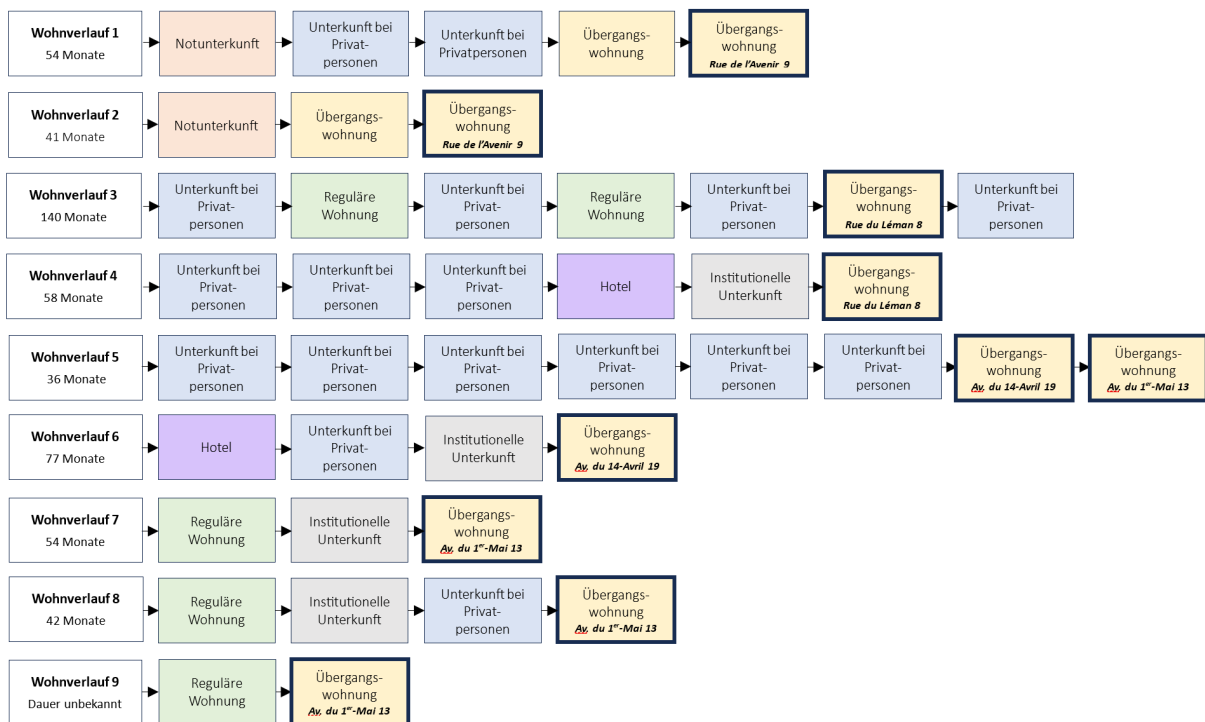 Wohnverlauf 1
54 Monate
Notunterkunft
Unterkunft bei
Privat-
personen
Unterkunft bei
Privatpersonen
Übergangs-
wohnung
Übergangs-
wohnung
Rue de l'Avenir 9
Wohnverlauf 2
41 Monate
Notunterkunft
Übergangs-
wohnung
Übergangs-
wohnung
Rue de l'Avenir 9
Wohnverlauf 3
140 Monate
Unterkunft bei
Privat-
personen
Reguläre
Wohnung
Unterkunft bei
Privat-
personen
Reguläre
Wohnung
Unterkunft bei
Privat-
personen
Übergangs-
wohnung
Rue du Léman 8
Unterkunft bei
Privat-
personen
Wohnverlauf 4
58 Monate
Unterkunft bei
Privat-
personen
Unterkunft bei
Privat-
personen
Unterkunft bei
Privat-
personen
Hotel
Institutionelle
Unterkunft
Übergangs-
wohnung
Rue du Léman 8
Wohnverlauf 5
36 Monate
Unterkunft bei
Privat-
personen
Unterkunft bei
Privat-
personen
Unterkunft bei
Privat-
personen
Unterkunft bei
Privat-
personen
Unterkunft bei
Privat-
personen
Unterkunft bei
Privat-
personen
Übergangs-
wohnung
Av. du 14-Avril 19
Übergangs-
wohnung
Av. du 1er-Mai 13
Wohnverlauf 6
77 Monate
Hotel
Unterkunft bei
Privat-
personen
Institutionelle
Unterkunft
Übergangs-
wohnung
Av. du 14-Avril 19
Wohnverlauf 7
54 Monate
Reguläre
Wohnung
Institutionelle
Unterkunft
Übergangs-
wohnung
Av. du 1er-Mai 13
Wohnverlauf 8
42 Monate
Reguläre
Wohnung
Institutionelle
Unterkunft
Unterkunft bei
Privat-
personen
Übergangs-
wohnung
Av. du 1er-Mai 13
Wohnverlauf 9
Dauer unbekannt
Reguläre
Wohnung
Übergangs-
wohnung
Av. du 1er-Mai 13